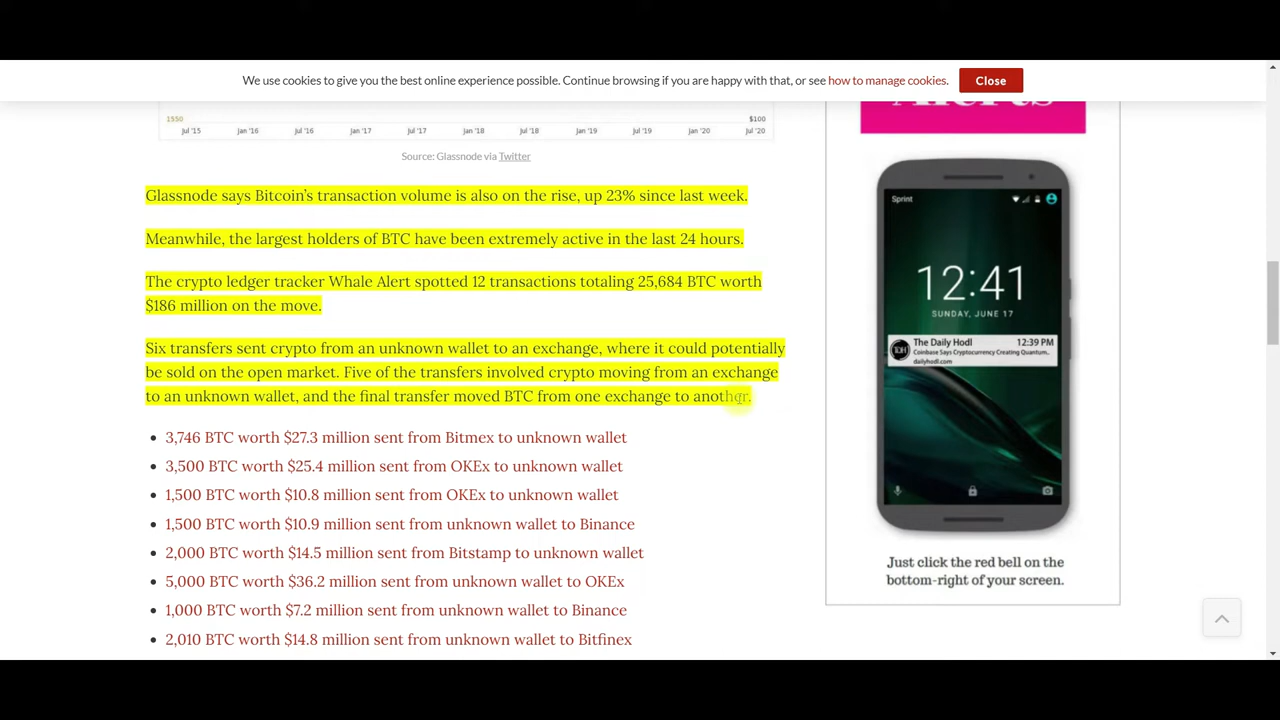 We use cookies to give you the best online experience possible. Continue browsing if you are happy with that, or see how to manage cookies.
Close
Alerts
1550
$100
Jul '15 Jan '16 Jul '16 Jan '17 Jul '17 Jan '18 Jul '18 Jan '19 Jul '19 Jan '20 Jul '20
Source: Glassnode via Twitter
Glassnode says Bitcoin’s transaction volume is also on the rise, up 23% since last week.
Meanwhile, the largest holders of BTC have been extremely active in the last 24 hours.
The crypto ledger tracker Whale Alert spotted 12 transactions totaling 25,684 BTC worth
$186 million on the move.
Six transfers sent crypto from an unknown wallet to an exchange, where it could potentially
be sold on the open market. Five of the transfers involved crypto moving from an exchange
to an unknown wallet, and the final transfer moved BTC from one exchange to another.
• 3,746 BTC worth $27.3 million sent from Bitmex to unknown wallet
• 3,500 BTC worth $25.4 million sent from OKEx to unknown wallet
• 1,500 BTC worth $10.8 million sent from OKEx to unknown wallet
• 1,500 BTC worth $10.9 million sent from unknown wallet to Binance
• 2,000 BTC worth $14.5 million sent from Bitstamp to unknown wallet
• 5,000 BTC worth $36.2 million sent from unknown wallet to OKEx
• 1,000 BTC worth $7.2 million sent from unknown wallet to Binance
• 2,010 BTC worth $14.8 million sent from unknown wallet to Bitfinex
Sprint
12:41
SUNDAY, JUNE 17
TDH
The Daily Hodl 12:39 PM
Coinbase Says Cryptocurrency Creating Quantum..
dailyhodl.com
Just click the red bell on the
bottom-right of your screen.